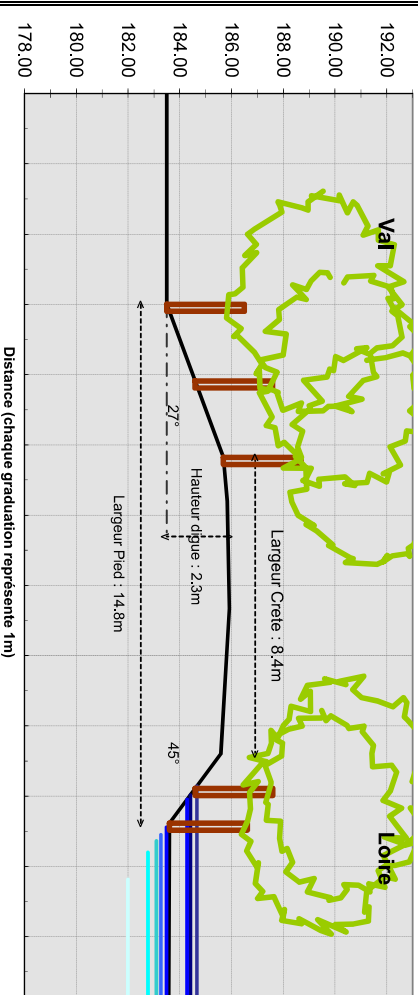 192.00
190.00
188.00
186.00
184.00
182.00
180.00
178.00
Val
Loire
27°
45°
Largeur Crete : 8.4m
Hauteur digue : 2.3m
Largeur Pied : 14.8m
Distance (chaque graduation représente 1m)